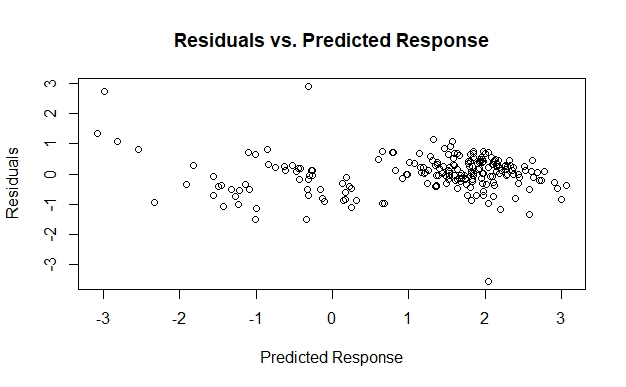 Residuals vs. Predicted Response
3
2
1
0
-1
-2
-3
Residuals
-3 -2 -1 0 1 2 3
Predicted Response